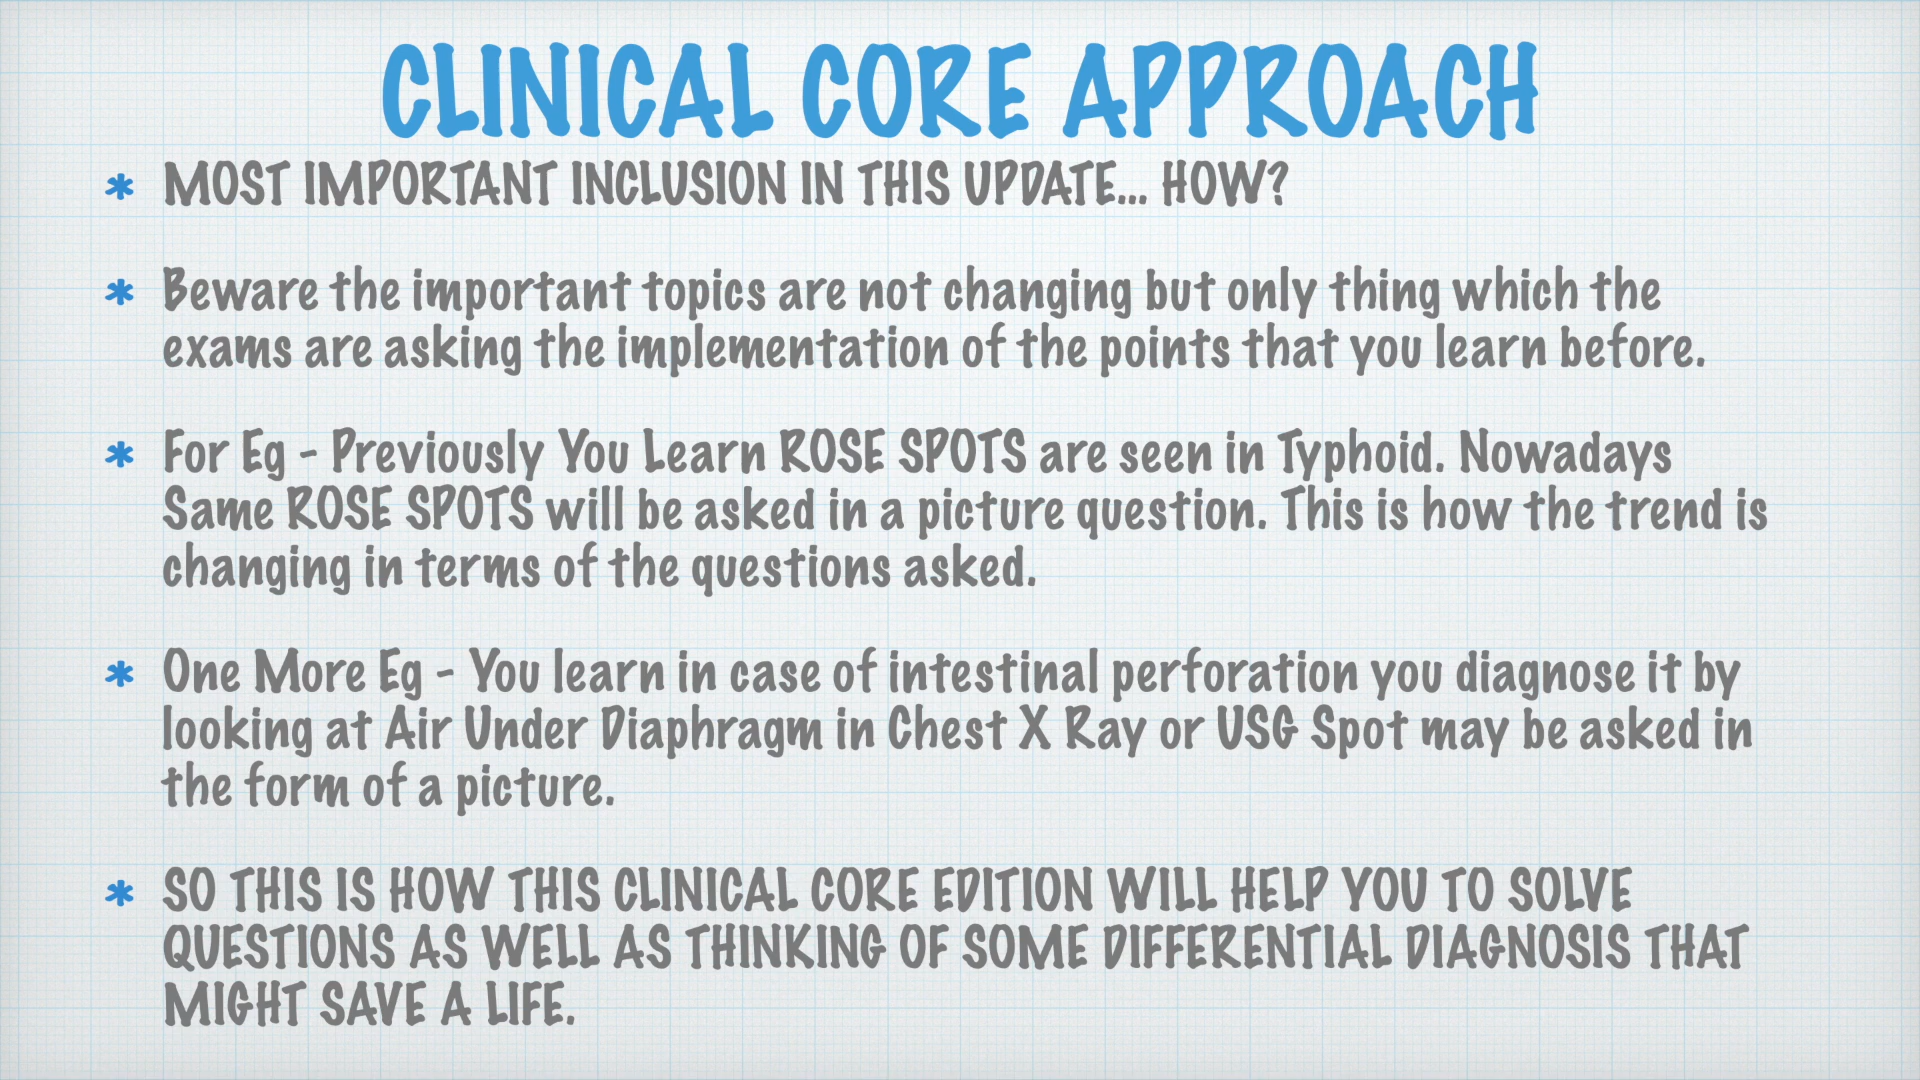 CLINICAL CORE APPROACH
* MOST IMPORTANT INCLUSION IN THIS UPDATE... HOW?
* Beware the important topics are not changing but only thing which the
exams are asking the implementation of the points that you learn before.
* For Eg - Previously You Learn ROSE SPOTS are seen in Typhoid. Nowadays
Same ROSE SPOTS will be asked in a picture question. This is how the trend is
changing in terms of the questions asked.
* One More Eg - You learn in case of intestinal perforation you diagnose it by
looking at Air Under Diaphragm in Chest X Ray or USG Spot may be asked in
the form of a picture.
* SO THIS IS HOW THIS CLINICAL CORE EDITION WILL HELP YOU TO SOLVE
QUESTIONS AS WELL AS THINKING OF SOME DIFFERENTIAL DIAGNOSIS THAT
MIGHT SAVE A LIFE.